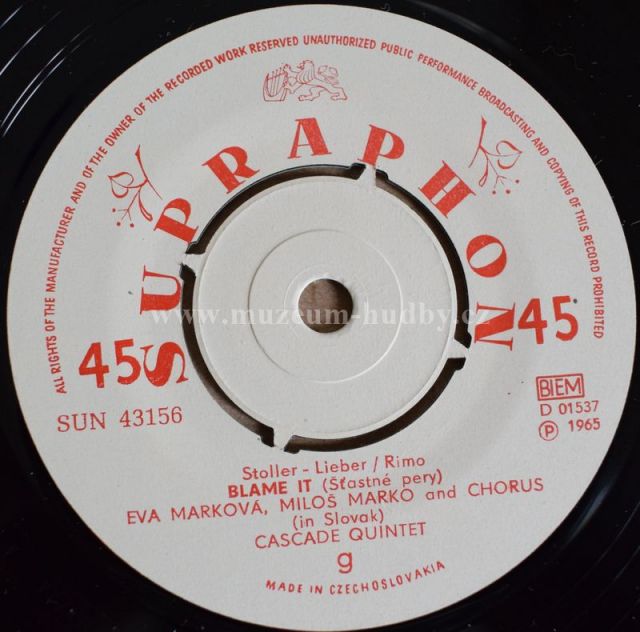 ALL RIGHTS OF THE MANUFACTURER AND OF THE OWNER OF THE RECORDED WORK RESERVED UNAUTHORIZED PUBLIC PERFORMANCE BROADCASTING AND COPYING OF THIS RECORD PROHIBITED
SUPRAPHON
45 45
www.muzeum-hudby.cz
SUN 43156
BIEM
D 01537
Ⓟ 1965
Stoller - Lieber / Rimo
BLAME IT (Šťastné pery)
EVA MARKOVÁ, MILOŠ MARKO and CHORUS
(in Slovak)
CASCADE QUINTET
g
MADE IN CZECHOSLOVAKIA